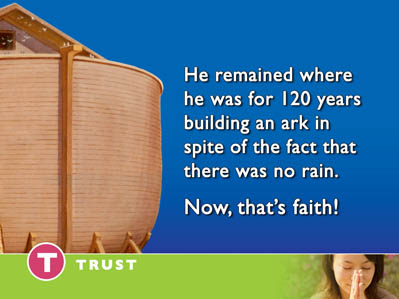 He remained where
he was for 120 years
building an ark in
spite of the fact that
there was no rain.
Now, that's faith!
T TRUST